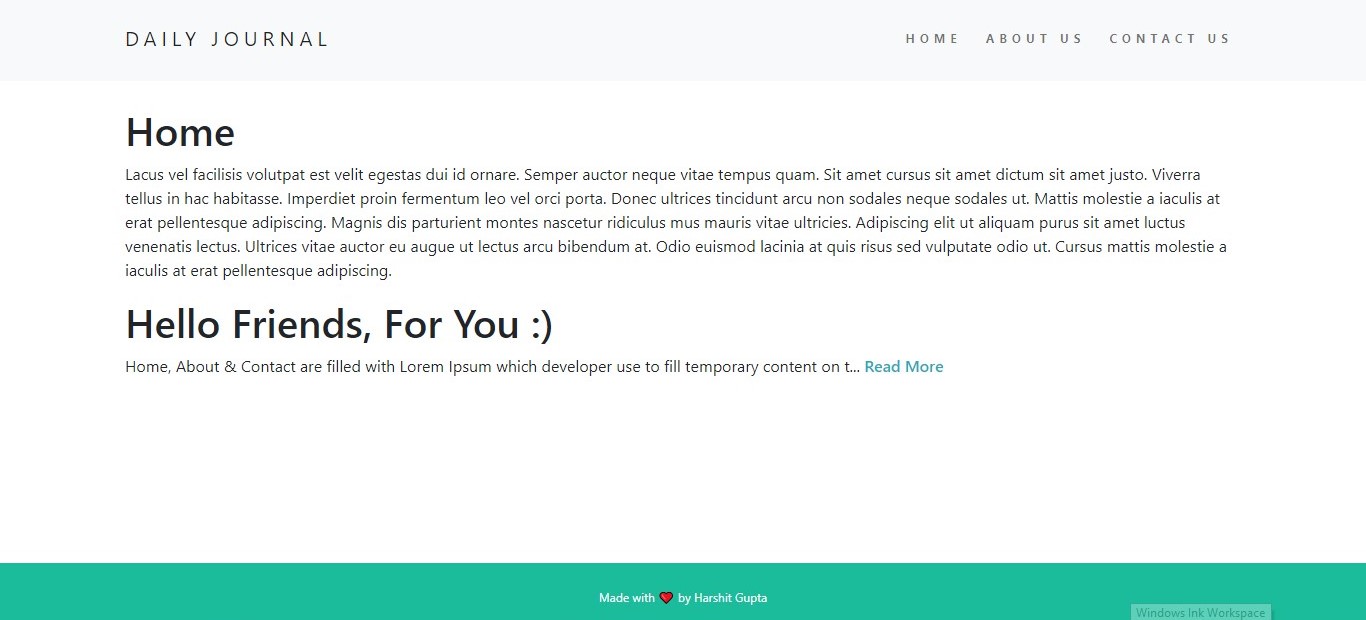 DAILY JOURNAL
HOME ABOUT US CONTACT US
Home
Lacus vel facilisis volutpat est velit egestas dui id ornare. Semper auctor neque vitae tempus quam. Sit amet cursus sit amet dictum sit amet justo. Viverra
tellus in hac habitasse. Imperdiet proin fermentum leo vel orci porta. Donec ultrices tincidunt arcu non sodales neque sodales ut. Mattis molestie a iaculis at
erat pellentesque adipiscing. Magnis dis parturient montes nascetur ridiculus mus mauris vitae ultricies. Adipiscing elit ut aliquam purus sit amet luctus
venenatis lectus. Ultrices vitae auctor eu augue ut lectus arcu bibendum at. Odio euismod lacinia at quis risus sed vulputate odio ut. Cursus mattis molestie a
iaculis at erat pellentesque adipiscing.
Hello Friends, For You :)
Home, About & Contact are filled with Lorem Ipsum which developer use to fill temporary content on t... Read More
Made with ❤ by Harshit Gupta
Windows Ink Workspace